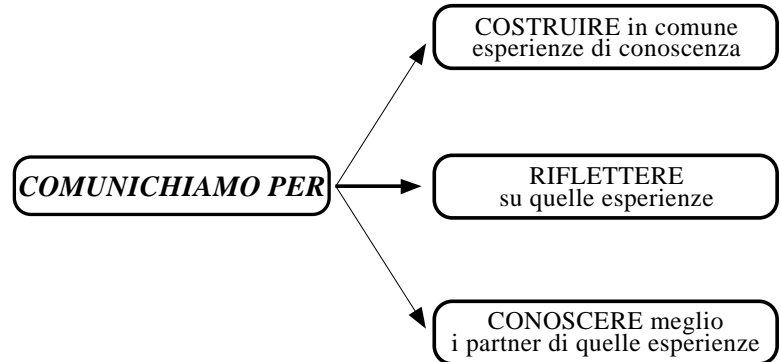 COSTRUIRE in comune
esperienze di conoscenza
COMUNICHIAMO PER
RIFLETTERE
su quelle esperienze
CONOSCERE meglio
i partner di quelle esperienze